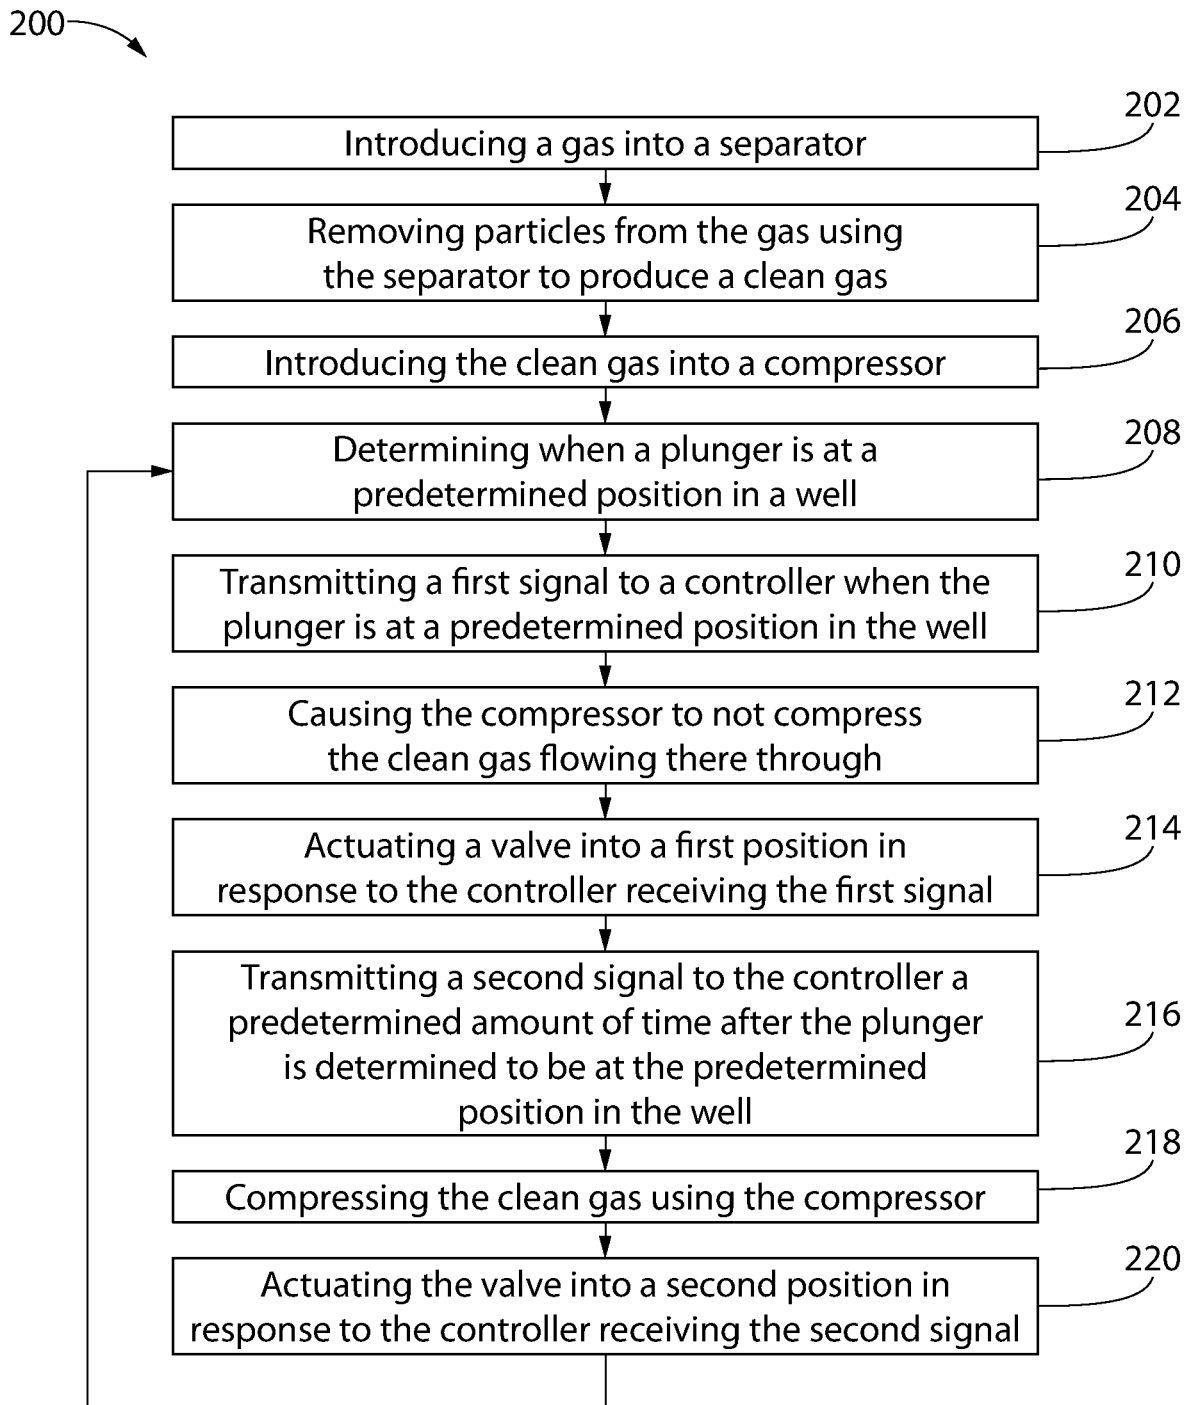 200
202
Introducing a gas into a separator
204
Removing particles from the gas using
the separator to produce a clean gas
206
Introducing the clean gas into a compressor
208
Determining when a plunger is at a
predetermined position in a well
210
Transmitting a first signal to a controller when the
plunger is at a predetermined position in the well
212
Causing the compressor to not compress
the clean gas flowing there through
214
Actuating a valve into a first position in
response to the controller receiving the first signal
216
Transmitting a second signal to the controller a
predetermined amount of time after the plunger
is determined to be at the predetermined
position in the well
218
Compressing the clean gas using the compressor
220
Actuating the valve into a second position in
response to the controller receiving the second signal